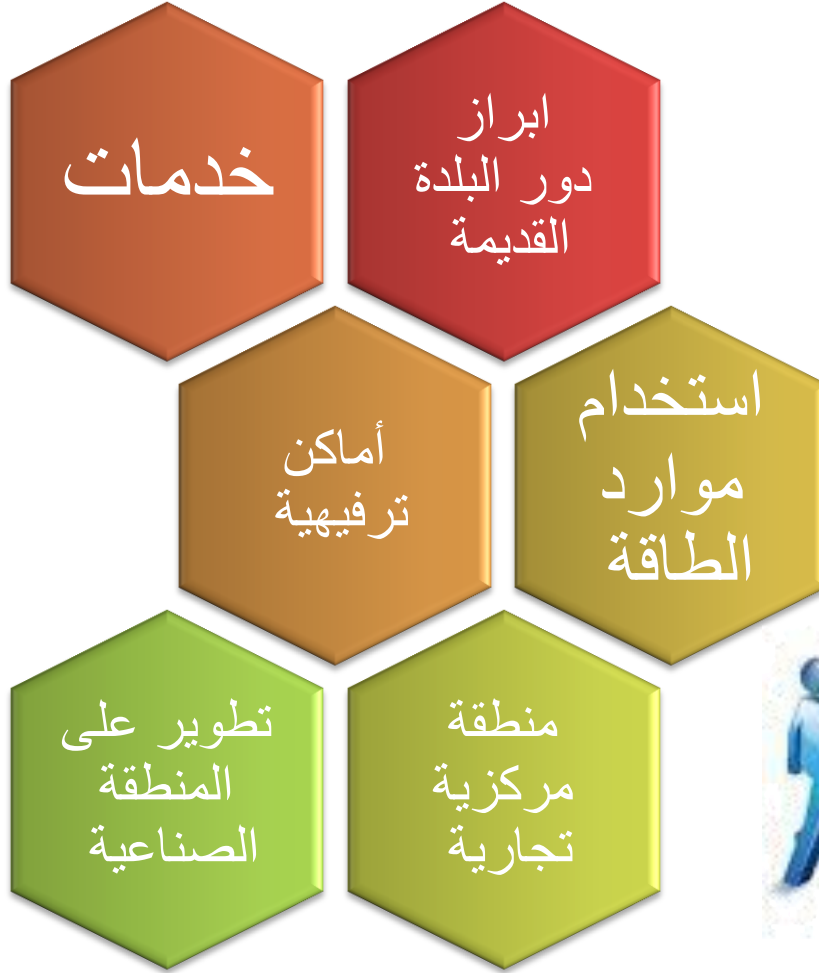 ابراز
دور البلدة
القديمة
خدمات
استخدام
موارد
الطاقة
أماكن
ترفيهية
منطقة
مركزية
تجارية
تطوير على
المنطقة
الصناعية